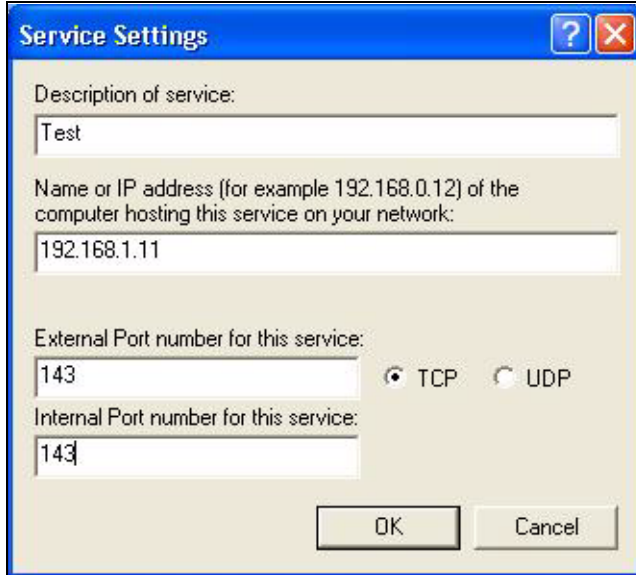 Service Settings
?
Description of service:
Test
Name or IP address (for example 192.168.0.12) of the
computer hosting this service on your network:
192.168.1.11
External Port number for this service:
143 TCP UDP
Internal Port number for this service:
143
OK Cancel